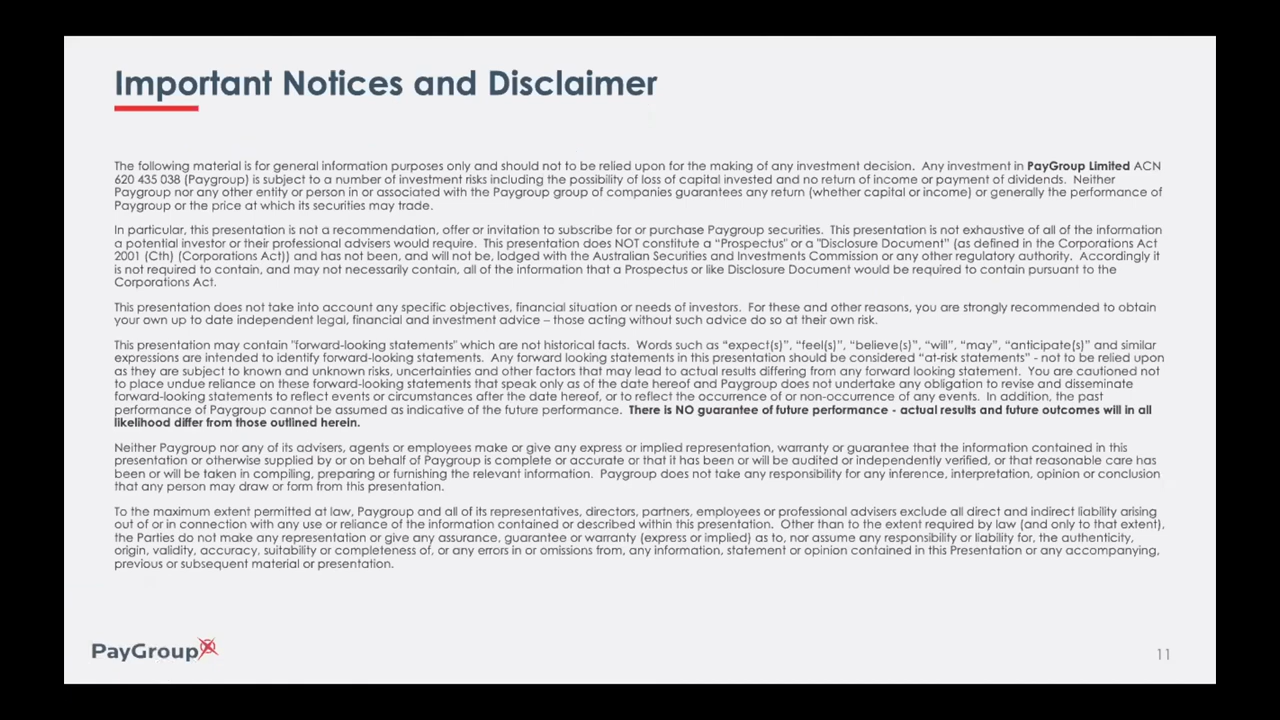 Important Notices and Disclaimer
The following material is for general information purposes only and should not to be relied upon for the making of any investment decision.  Any investment in PayGroup Limited ACN
620 435 038 (Paygroup) is subject to a number of investment risks including the possibility of loss of capital invested and no return of income or payment of dividends.  Neither
Paygroup nor any other entity or person in or associated with the Paygroup group of companies guarantees any return (whether capital or income) or generally the performance of
Paygroup or the price at which its securities may trade.
In particular, this presentation is not a recommendation, offer or invitation to subscribe for or purchase Paygroup securities.  This presentation is not exhaustive of all of the information
a potential investor or their professional advisers would require.  This presentation does NOT constitute a “Prospectus” or a "Disclosure Document” (as defined in the Corporations Act
2001 (Cth) (Corporations Act)) and has not been, and will not be, lodged with the Australian Securities and Investments Commission or any other regulatory authority.  Accordingly it
is not required to contain, and may not necessarily contain, all of the information that a Prospectus or like Disclosure Document would be required to contain pursuant to the
Corporations Act.
This presentation does not take into account any specific objectives, financial situation or needs of investors.  For these and other reasons, you are strongly recommended to obtain
your own up to date independent legal, financial and investment advice – those acting without such advice do so at their own risk.
This presentation may contain "forward-looking statements" which are not historical facts.  Words such as “expect(s)”, “feel(s)”, “believe(s)”, “will”, “may”, “anticipate(s)” and similar
expressions are intended to identify forward-looking statements.  Any forward looking statements in this presentation should be considered “at-risk statements” - not to be relied upon
as they are subject to known and unknown risks, uncertainties and other factors that may lead to actual results differing from any forward looking statement.  You are cautioned not
to place undue reliance on these forward-looking statements that speak only as of the date hereof and Paygroup does not undertake any obligation to revise and disseminate
forward-looking statements to reflect events or circumstances after the date hereof, or to reflect the occurrence of or non-occurrence of any events.  In addition, the past
performance of Paygroup cannot be assumed as indicative of the future performance.  There is NO guarantee of future performance - actual results and future outcomes will in all
likelihood differ from those outlined herein.
Neither Paygroup nor any of its advisers, agents or employees make or give any express or implied representation, warranty or guarantee that the information contained in this
presentation or otherwise supplied by or on behalf of Paygroup is complete or accurate or that it has been or will be audited or independently verified, or that reasonable care has
been or will be taken in compiling, preparing or furnishing the relevant information.  Paygroup does not take any responsibility for any inference, interpretation, opinion or conclusion
that any person may draw or form from this presentation.
To the maximum extent permitted at law, Paygroup and all of its representatives, directors, partners, employees or professional advisers exclude all direct and indirect liability arising
out of or in connection with any use or reliance of the information contained or described within this presentation.  Other than to the extent required by law (and only to that extent),
the Parties do not make any representation or give any assurance, guarantee or warranty (express or implied) as to, nor assume any responsibility or liability for, the authenticity,
origin, validity, accuracy, suitability or completeness of, or any errors in or omissions from, any information, statement or opinion contained in this Presentation or any accompanying,
previous or subsequent material or presentation.
PayGroup
11